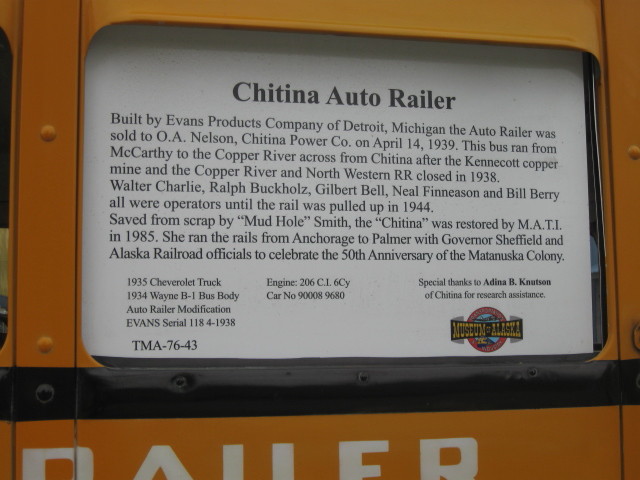 Chitina Auto Railer
Built by Evans Products Company of Detroit, Michigan the Auto Railer was
sold to O.A. Nelson, Chitina Power Co. on April 14, 1939. This bus ran from
McCarthy to the Copper River across from Chitina after the Kennecott copper
mine and the Copper River and North Western RR closed in 1938.
Walter Charlie, Ralph Buckholz, Gilbert Bell, Neal Finneason and Bill Berry
all were operators until the rail was pulled up in 1944.
Saved from scrap by “Mud Hole” Smith, the “Chitina” was restored by M.A.T.I.
in 1985. She ran the rails from Anchorage to Palmer with Governor Sheffield and
Alaska Railroad officials to celebrate the 50th Anniversary of the Matanuska Colony.
1935 Cheverolet Truck
1934 Wayne B-1 Bus Body
Auto Railer Modification
EVANS Serial 118 4-1938
Engine: 206 C.I. 6Cy
Car No 90008 9680
Special thanks to Adina B. Knutson
of Chitina for research assistance.
TMA-76-43
MUSEUM OF ALASKA
RAILER